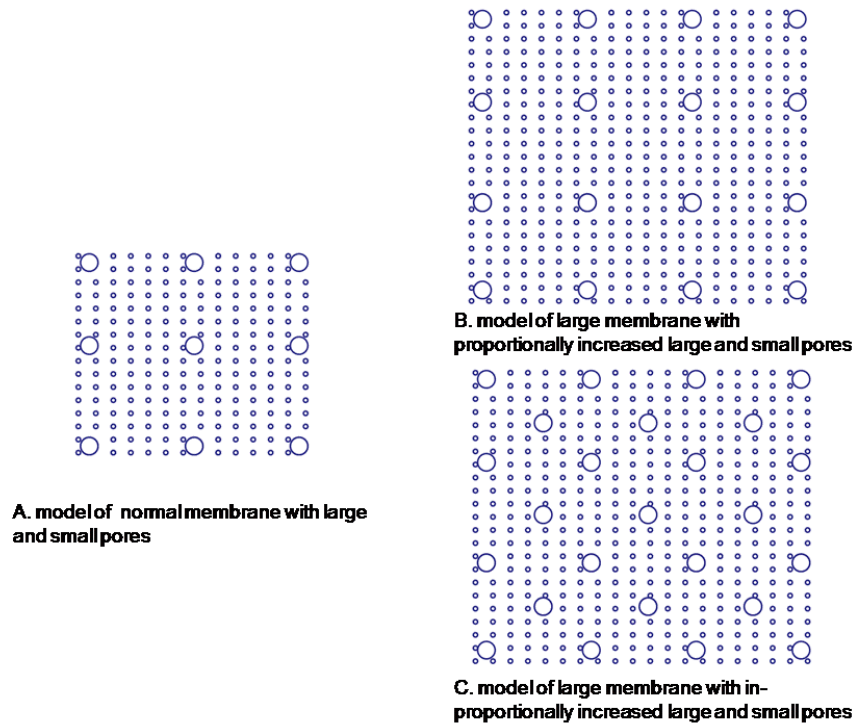 B. model of large membrane with
proportionally increased large and small pores
A. model of normal membrane with large
and small pores
C. model of large membrane with in-
proportionally increased large and small pores